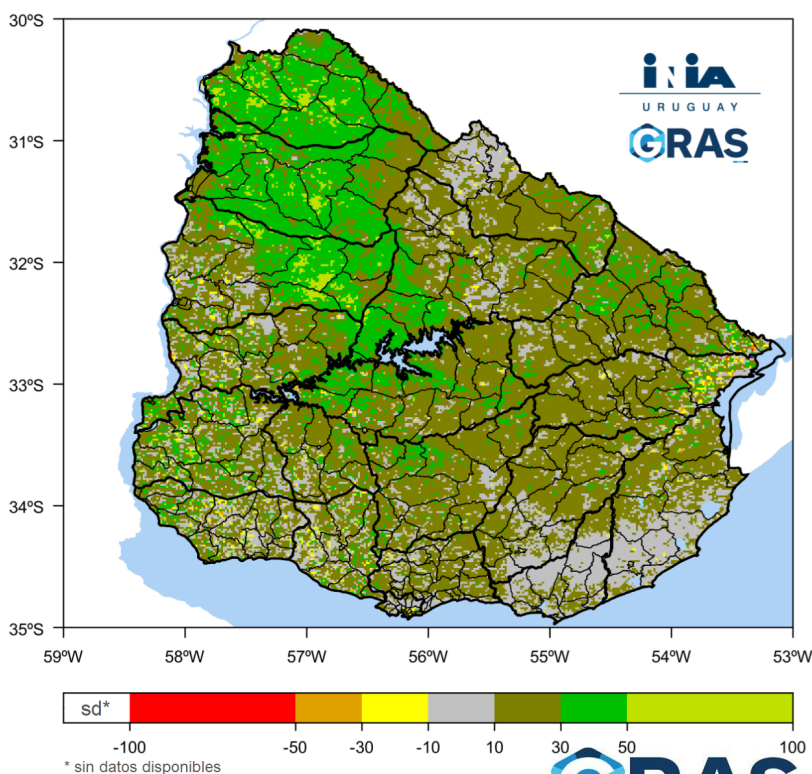 30ºS
31ºS
32ºS
33ºS
34ºS
35ºS
iNiA
URUGUAY
GRAS
59ºW
58ºW
57ºW
56ºW
55ºW
54ºW
53ºW
sd*
-100
-50
-30
-10
10
30
50
100
* sin datos disponibles
GRAS